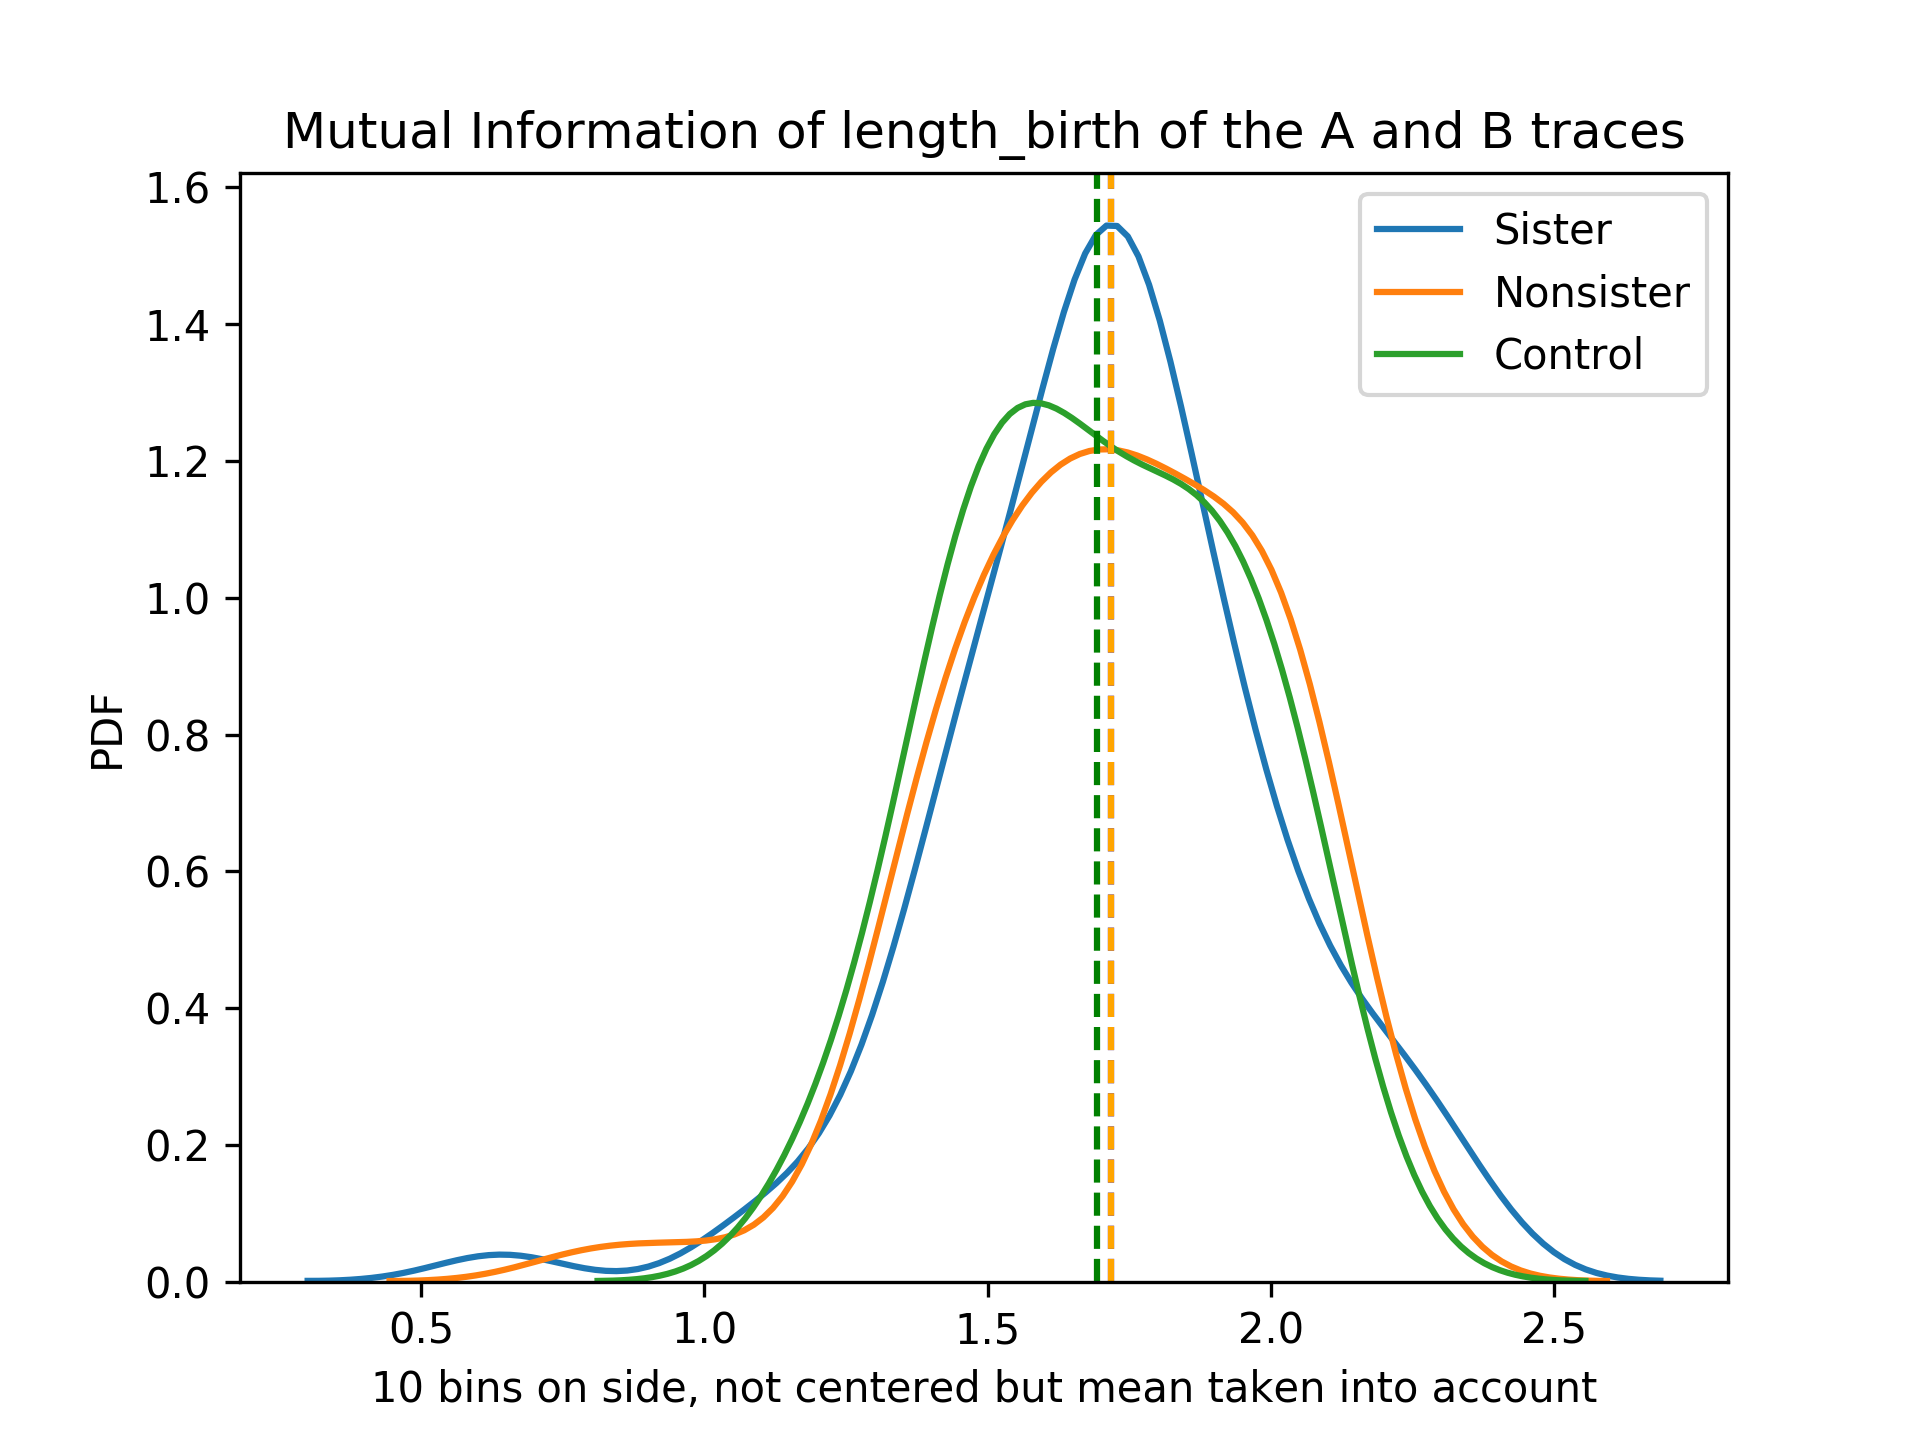 Mutual Information of length_birth of the A and B traces
1.6
1.4
1.2
1.0
0.8
0.6
0.4
0.2
0.0
PDF
Sister
Nonsister
Control
0.5 1.0 1.5 2.0 2.5
10 bins on side, not centered but mean taken into account